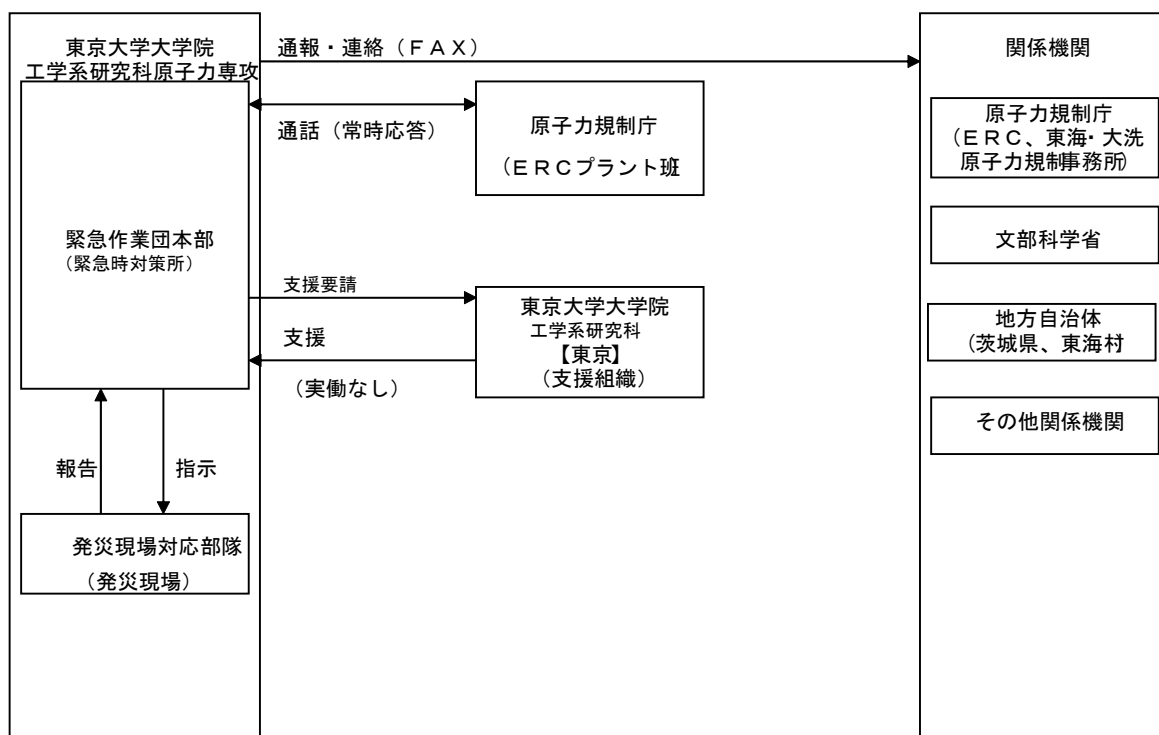 東京大学大学院
工学系研究科原子力専攻
緊急作業団本部
（緊急時対策所）
報告
指示
発災現場対応部隊
（発災現場）
通報・連絡（ＦＡＸ）
通話（常時応答）
原子力規制庁
（ＥＲＣプラント班
支援要請
支援
（実働なし）
東京大学大学院
工学系研究科
【東京】
（支援組織）
関係機関
原子力規制庁
（ＥＲＣ、東海・大洗
原子力規制事務所）
文部科学省
地方自治体
（茨城県、東海村
その他関係機関